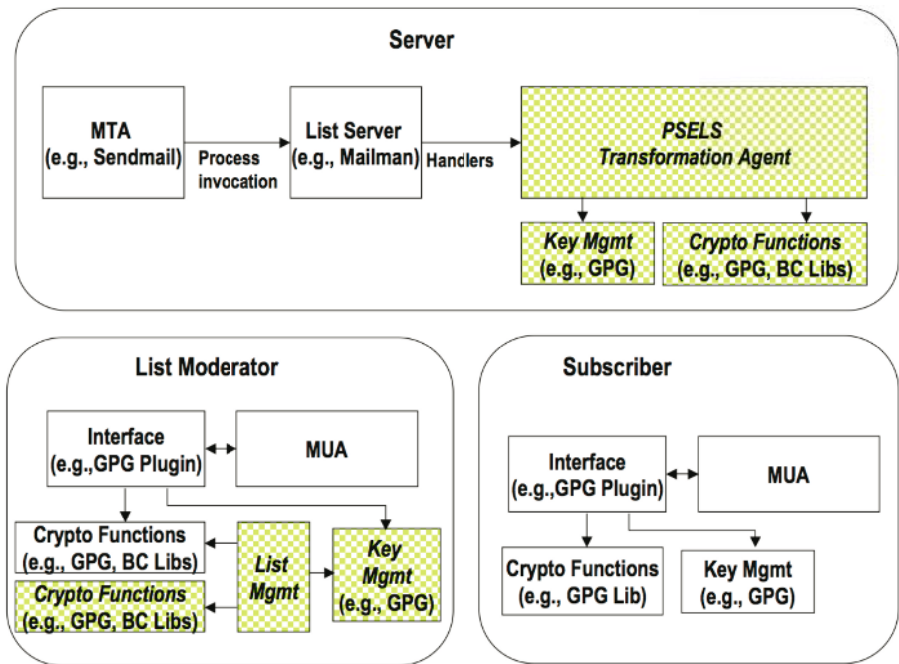 Server
MTA
(e.g., Sendmail)
Process
invocation
List Server
(e.g., Mailman)
Handlers
PSELS
Transformation Agent
Key Mgmt
(e.g., GPG)
Crypto Functions
(e.g., GPG, BC Libs)
List Moderator
Interface
(e.g.,GPG Plugin)
MUA
Crypto Functions
(e.g., GPG, BC Libs)
Crypto Functions
(e.g., GPG, BC Libs)
List
Mgmt
Key
Mgmt
(e.g., GPG)
Subscriber
Interface
(e.g.,GPG Plugin)
MUA
Crypto Functions
(e.g., GPG Lib)
Key Mgmt
(e.g., GPG)